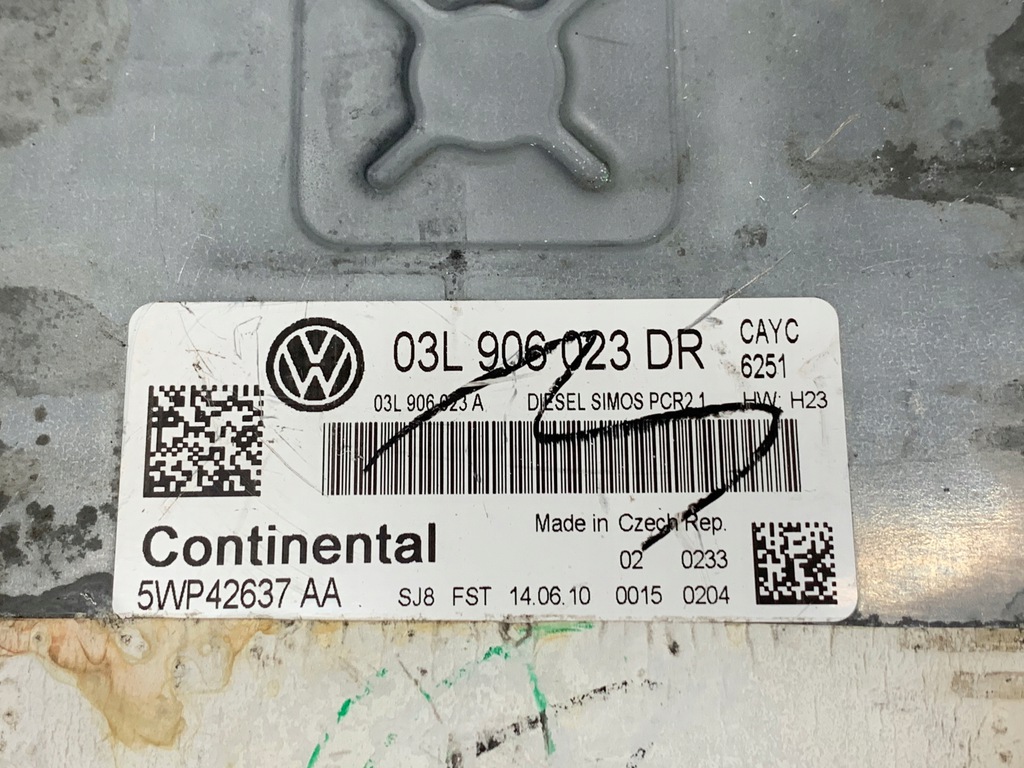 03L 906 023 DR
CAYC
6251
03L 906 023 A DIESEL SIMOS PCR2.1 HW: H23
Made in Czech Rep.
Continental
02 0233
5WP42637 AA SJ8 FST 14.06.10 0015 0204